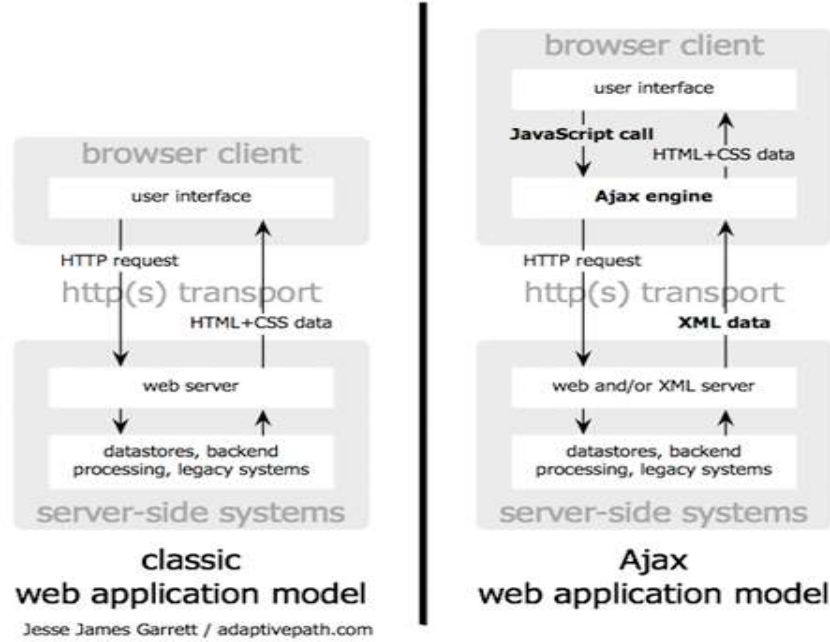 browser client
user interface
HTTP request
http(s) transport
HTML+CSS data
web server
datastores, backend
processing, legacy systems
server-side systems
classic
web application model
Jesse James Garrett / adaptivepath.com
browser client
user interface
JavaScript call
HTML+CSS data
Ajax engine
HTTP request
http(s) transport
XML data
web and/or XML server
datastores, backend
processing, legacy systems
server-side systems
Ajax
web application model